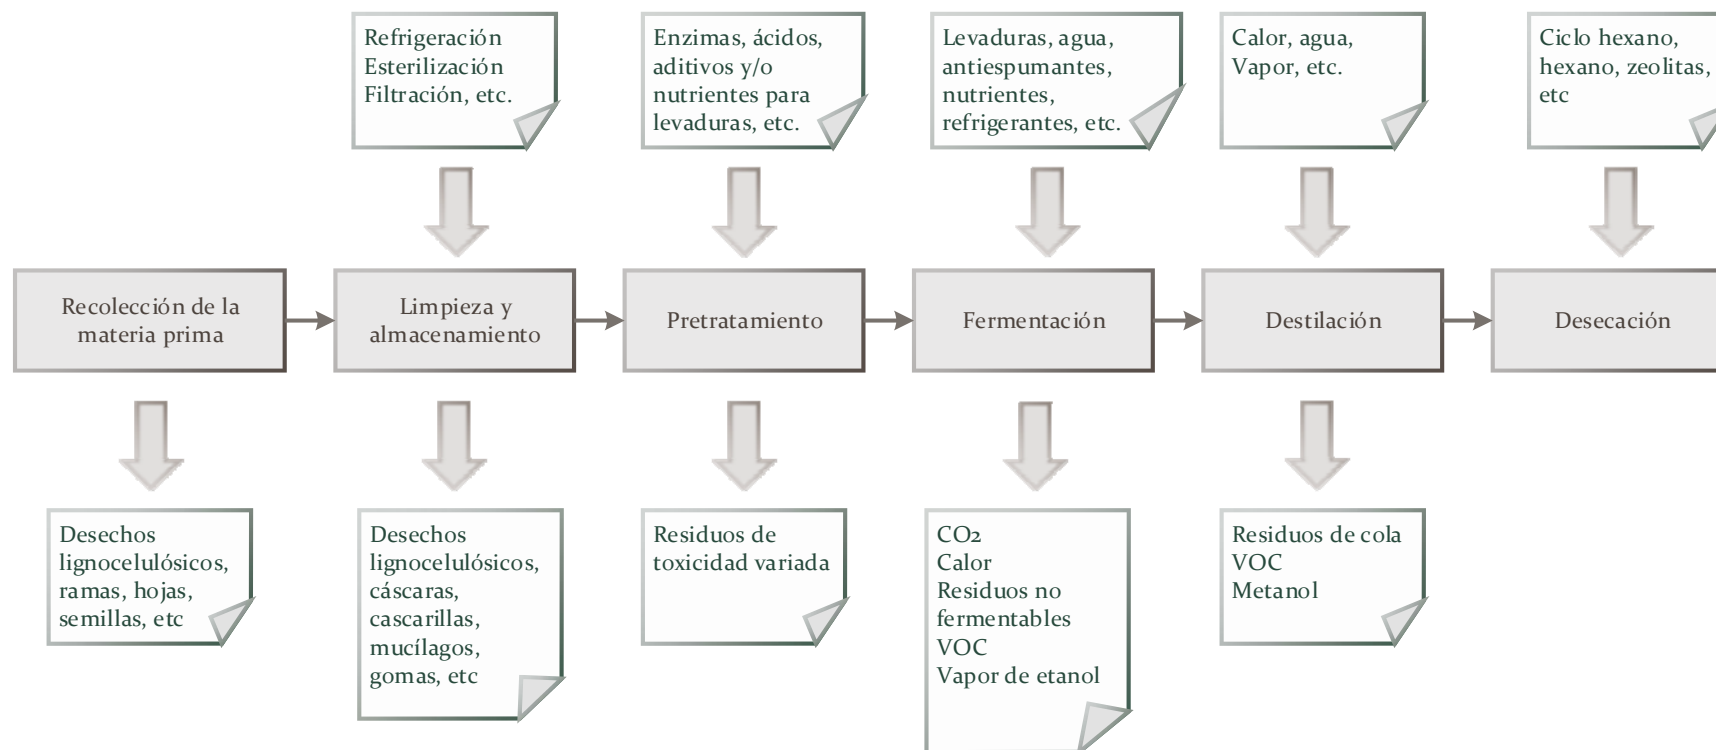 Refrigeración
Esterilización
Filtración, etc.
Enzimas, ácidos,
aditivos y/o
nutrientes para
levaduras, etc.
Levaduras, agua,
antiespumantes,
nutrientes,
refrigerantes, etc.
Calor, agua,
Vapor, etc.
Ciclo hexano,
hexano, zeolitas,
etc
Recolección de la
materia prima
Limpieza y
almacenamiento
Pretratamiento
Fermentación
Destilación
Desecación
Desechos
lignocelulósicos,
ramas, hojas,
semillas, etc
Desechos
lignocelulósicos,
cáscaras,
cascarillas,
mucílagos,
gomas, etc
Residuos de
toxicidad variada
CO2
Calor
Residuos no
fermentables
VOC
Vapor de etanol
Residuos de cola
VOC
Metanol